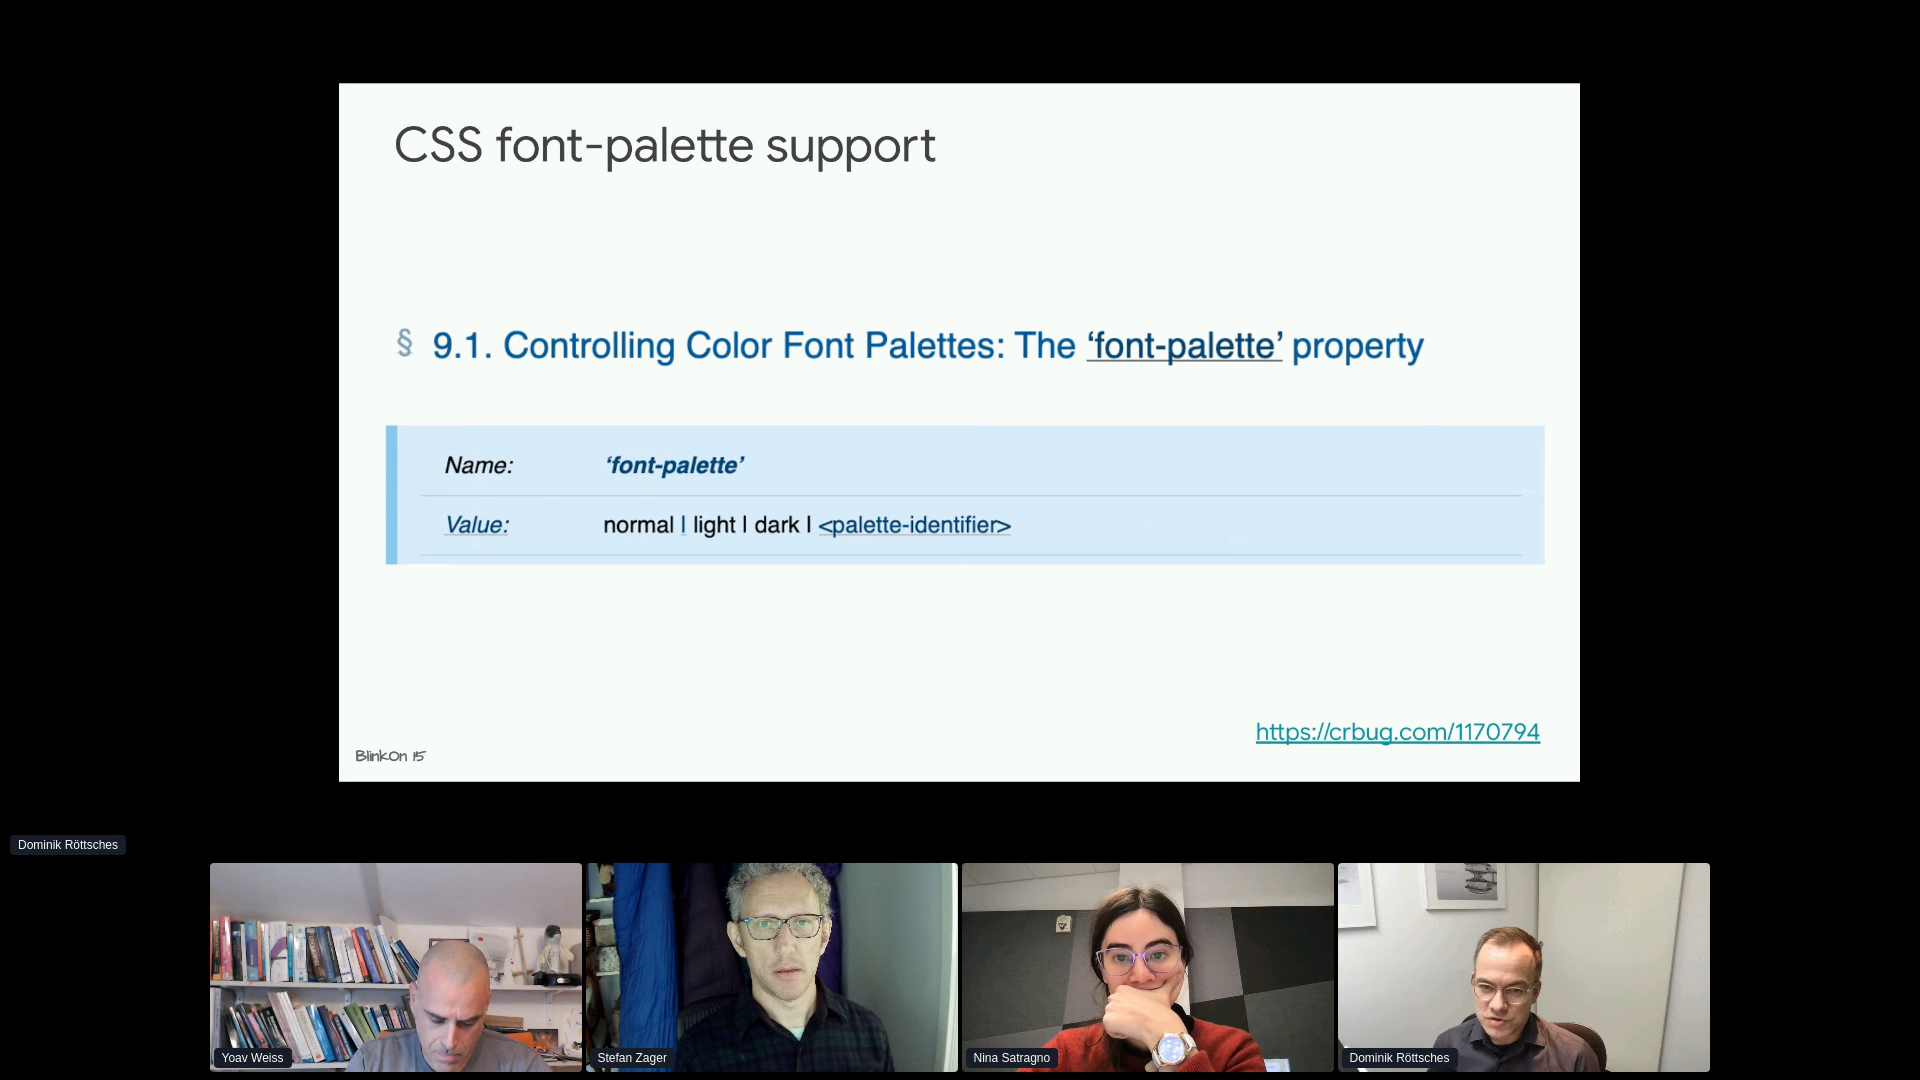 CSS font-palette support
§ 9.1. Controlling Color Font Palettes: The ‘font-palette’ property
Name: ‘font-palette’
Value: normal | light | dark | <palette-identifier>
https://crbug.com/1170794
BlinkOn 15
Dominik Röttsches
Yoav Weiss
Stefan Zager
Nina Satragno
Dominik Röttsches